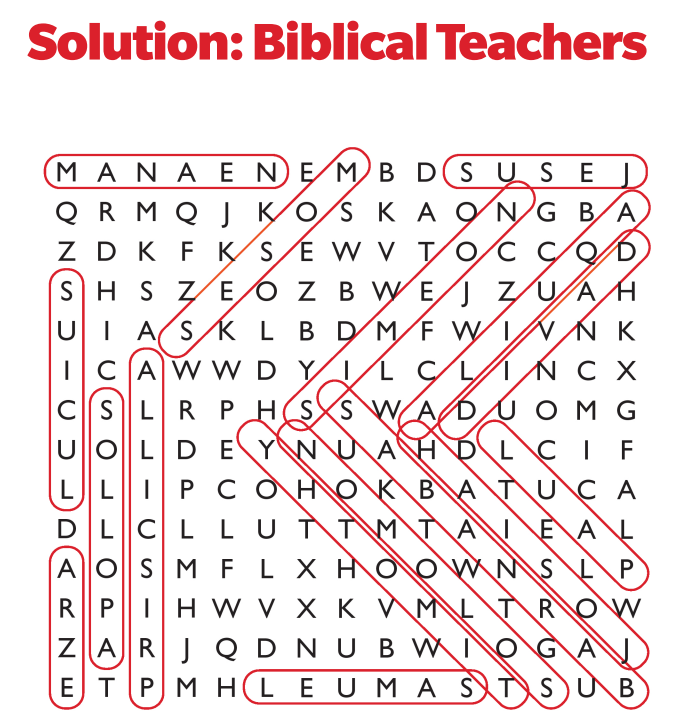 Solution: Biblical Teachers
M A N A E N E M B D S U S E J
Q R M Q J K O S K A O N G B A
Z D K F K S E W V T O C C Q D
S H S Z E O Z B W E J Z U A H
U I A S K L B D M F W I V N K
I C A W W D Y I L C L I N C X
C S L R P H S S W A D U O M G
U O L D E Y N U A H D L C I F
L L I P C O H O K B A T U C A
D L C L L U T T M T A I E A L
A O S M F L X H O O W N S L P
R P I H W V X K V M L T R O W
Z A R J Q D N U B W I O G A J
E T P M H L E U M A S T S U B